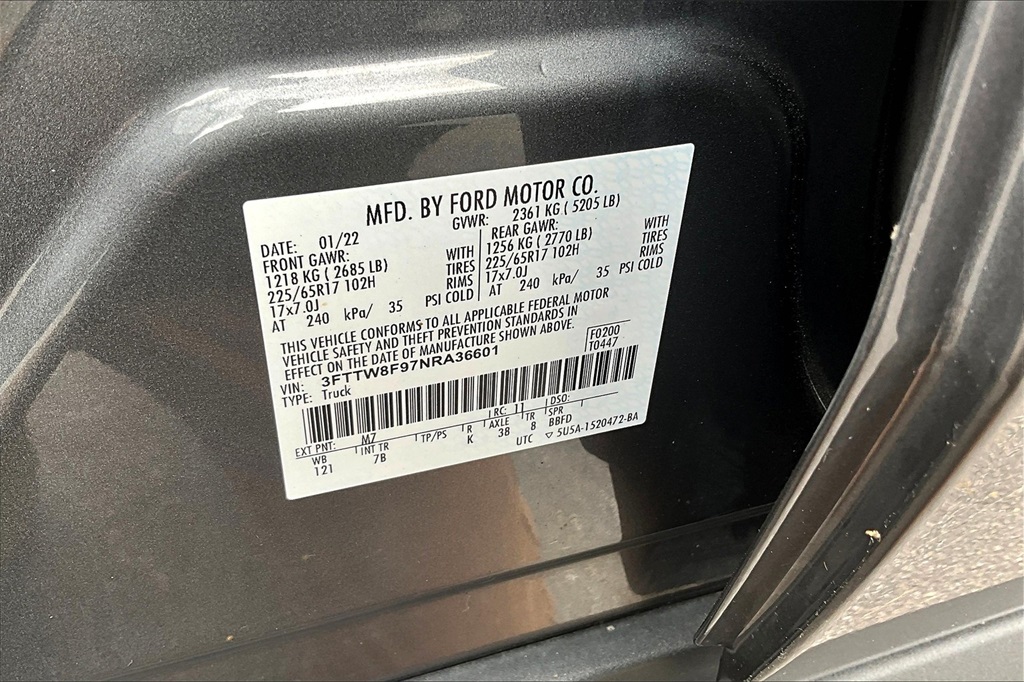 MFD. BY FORD MOTOR CO.
DATE: 01/22 GVWR: 2361 KG ( 5205 LB)
FRONT GAWR:
1218 KG ( 2685 LB) WITH
225/65R17 102H TIRES
17x7.0J RIMS
AT 240 kPa/ 35 PSI COLD
REAR GAWR:
1256 KG ( 2770 LB) WITH
225/65R17 102H TIRES
17x7.0J RIMS
AT 240 kPa/ 35 PSI COLD
THIS VEHICLE CONFORMS TO ALL APPLICABLE FEDERAL MOTOR
VEHICLE SAFETY AND THEFT PREVENTION STANDARDS IN
EFFECT ON THE DATE OF MANUFACTURE SHOWN ABOVE.
F0200
T0447
VIN: 3FTTW8F97NRA36601
TYPE: Truck
EXT PNT: M7 RC: 11 DSO:
WB INT TR TP/PS R AXLE TR SPR
121 7B K 38 8 BBFD
UTC ▽ 5U5A-1520472-BA